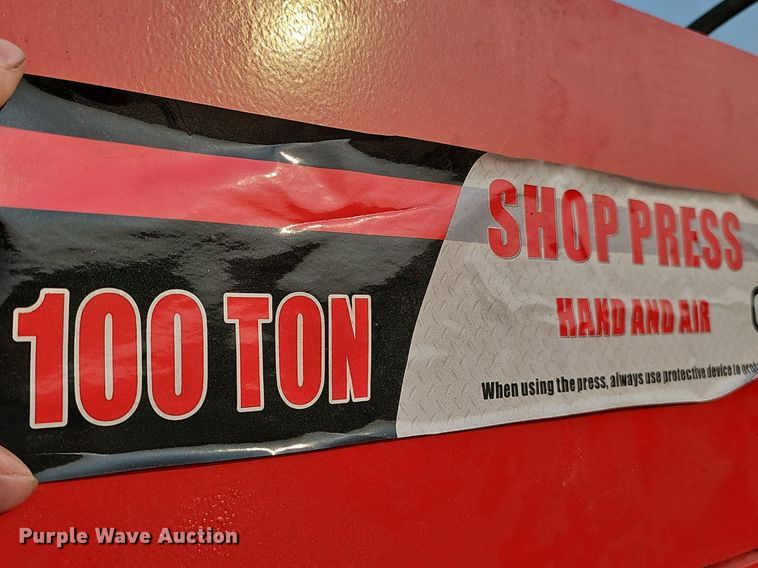 100 TON
SHOP PRESS
HAND AND AIR
When using the press, always use protective device to
Purple Wave Auction